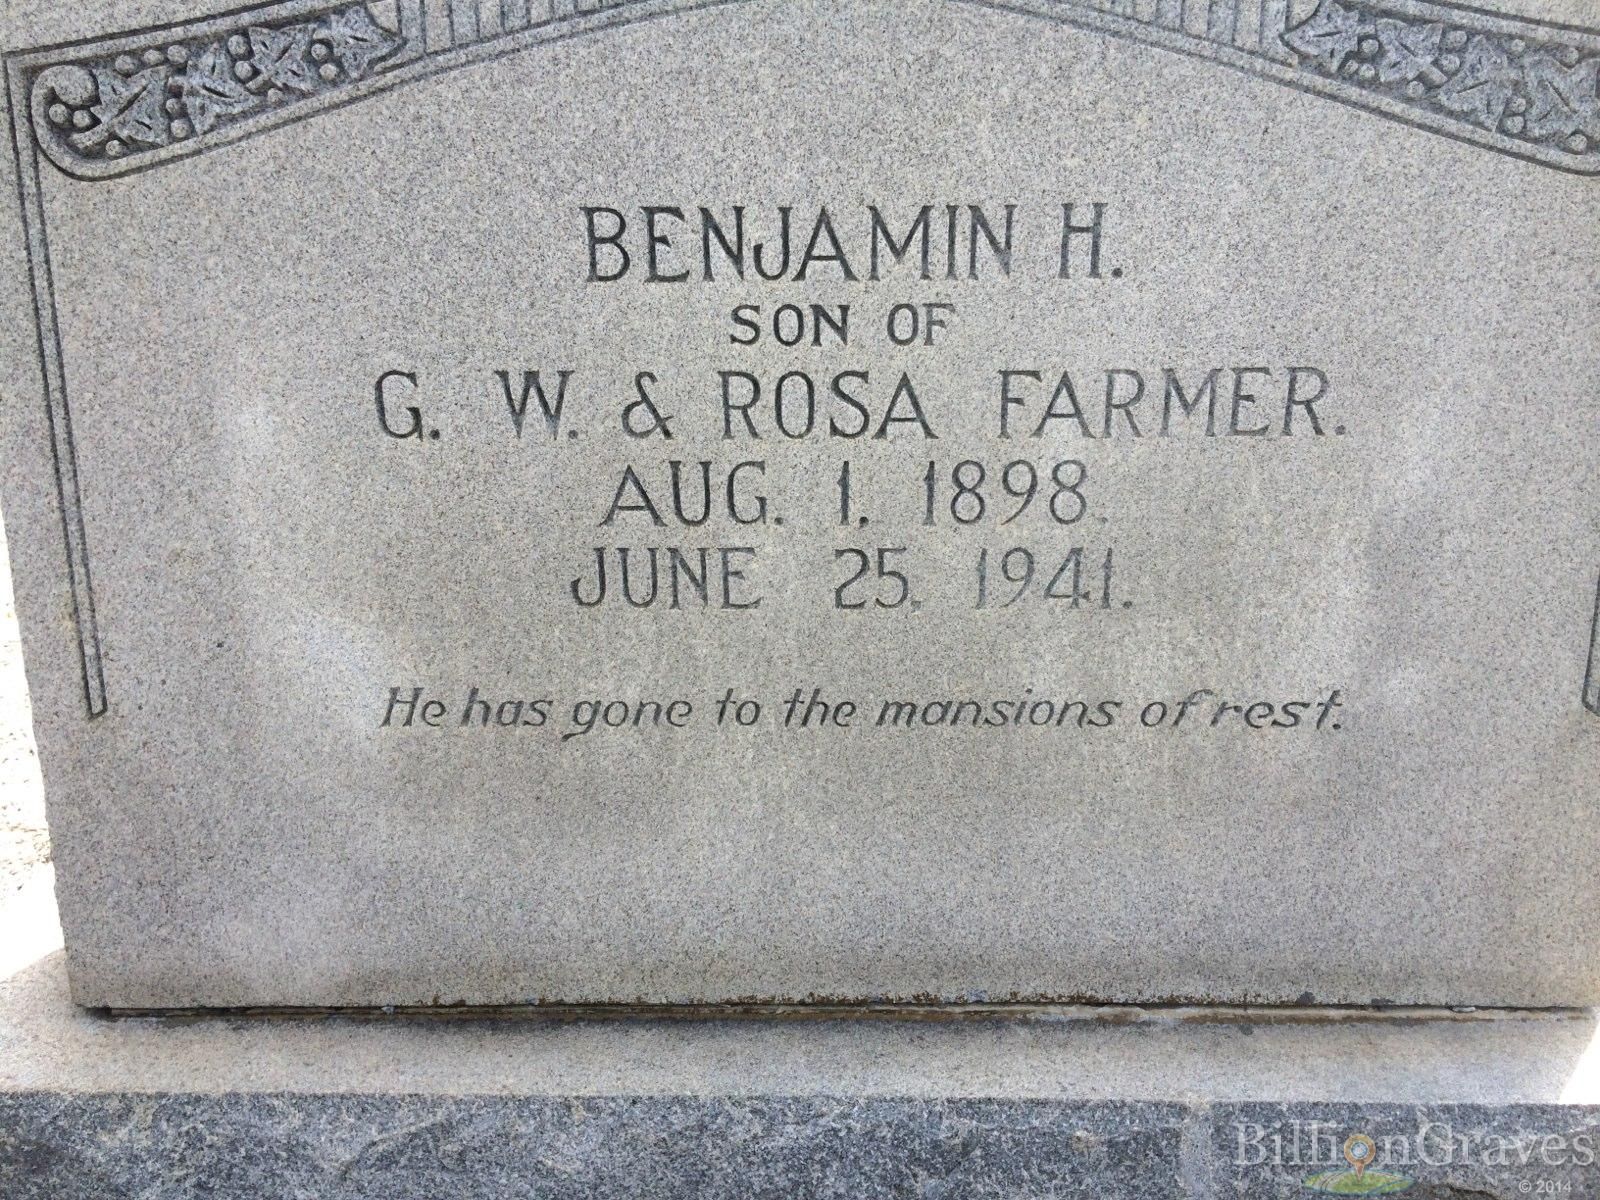 BENJAMIN H.
SON OF
G. W. & ROSA FARMER.
AUG. 1, 1898.
JUNE 25, 1941.
He has gone to the mansions of rest.
BillionGraves
© 2014